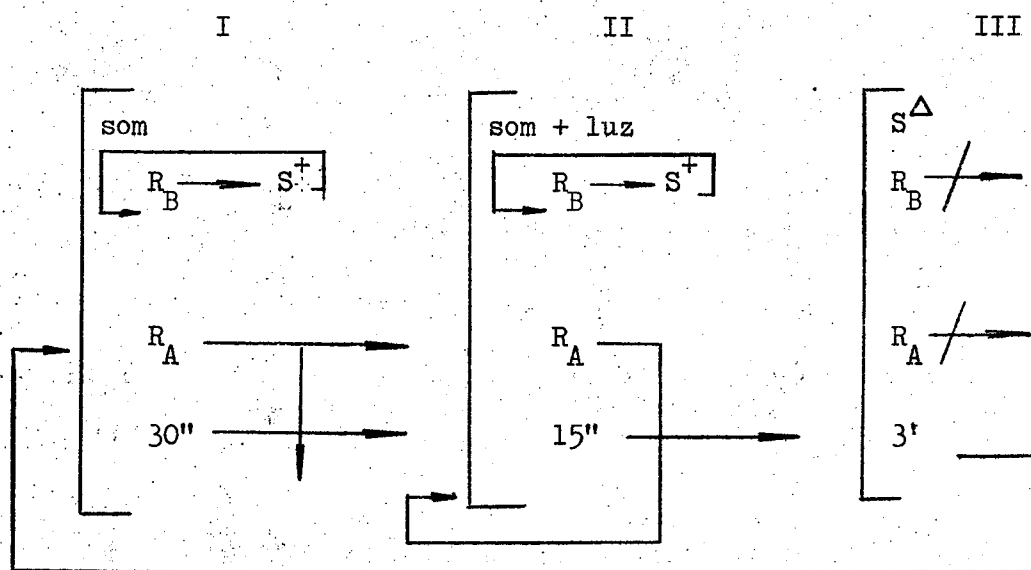 I II III
som som + luz S^Δ
R_B S^+ R_B S^+ R_B
R_A R_A R_A
30" 15" 3'